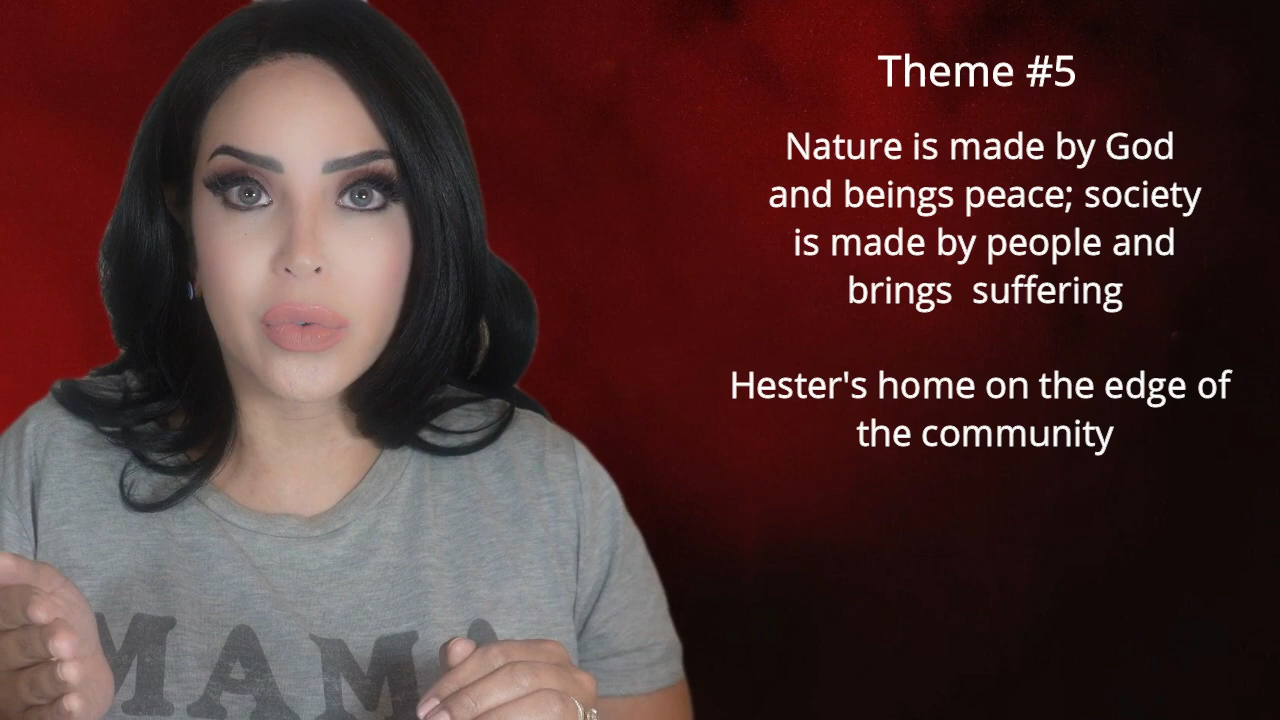 Theme #5
Nature is made by God
and beings peace; society
is made by people and
brings suffering
Hester's home on the edge of
the community
MAMA